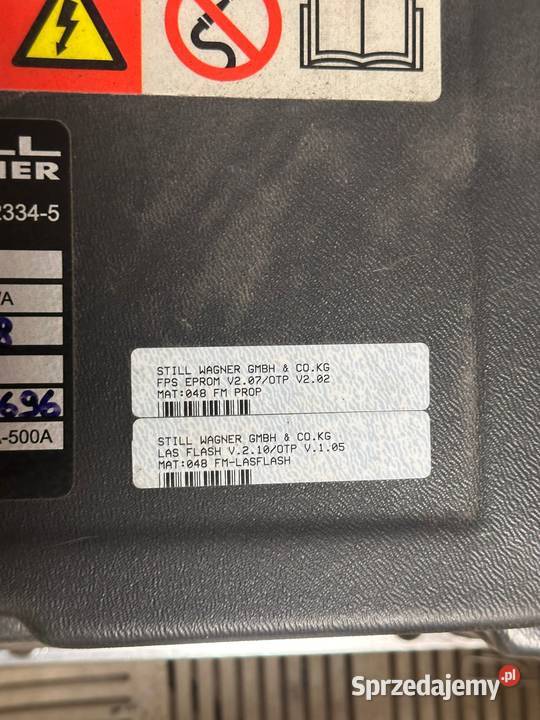 LL
NER
2334-5
VA
8
696
A-500A
STILL WAGNER GMBH & CO.KG
FPS EPROM V2.07/OTP V2.02
MAT:048 FM PROP
STILL WAGNER GMBH & CO.KG
LAS FLASH V.2.10/OTP V.1.05
MAT:048 FM-LASFLASH
Sprzedajemy.pl